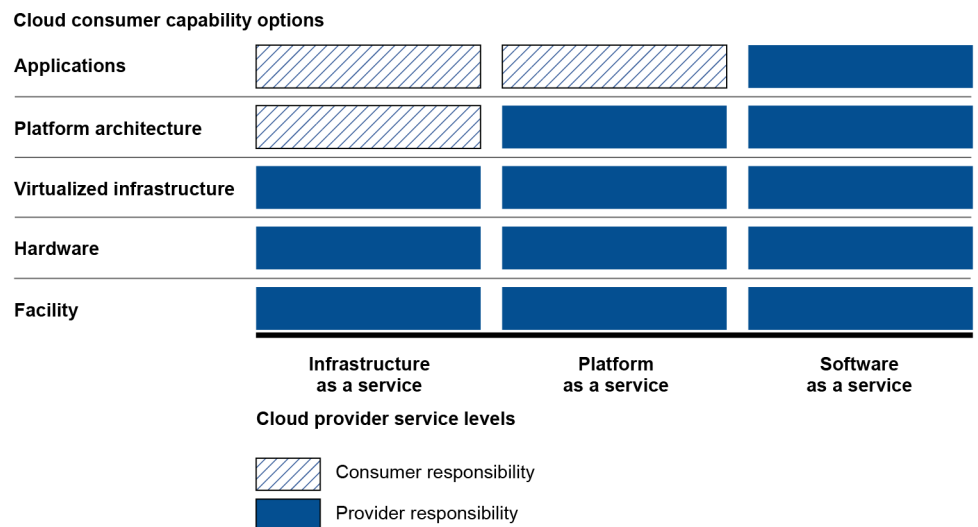 Cloud consumer capability options
Applications
Platform architecture
Virtualized infrastructure
Hardware
Facility
Infrastructure
as a service
Platform
as a service
Software
as a service
Cloud provider service levels
Consumer responsibility
Provider responsibility